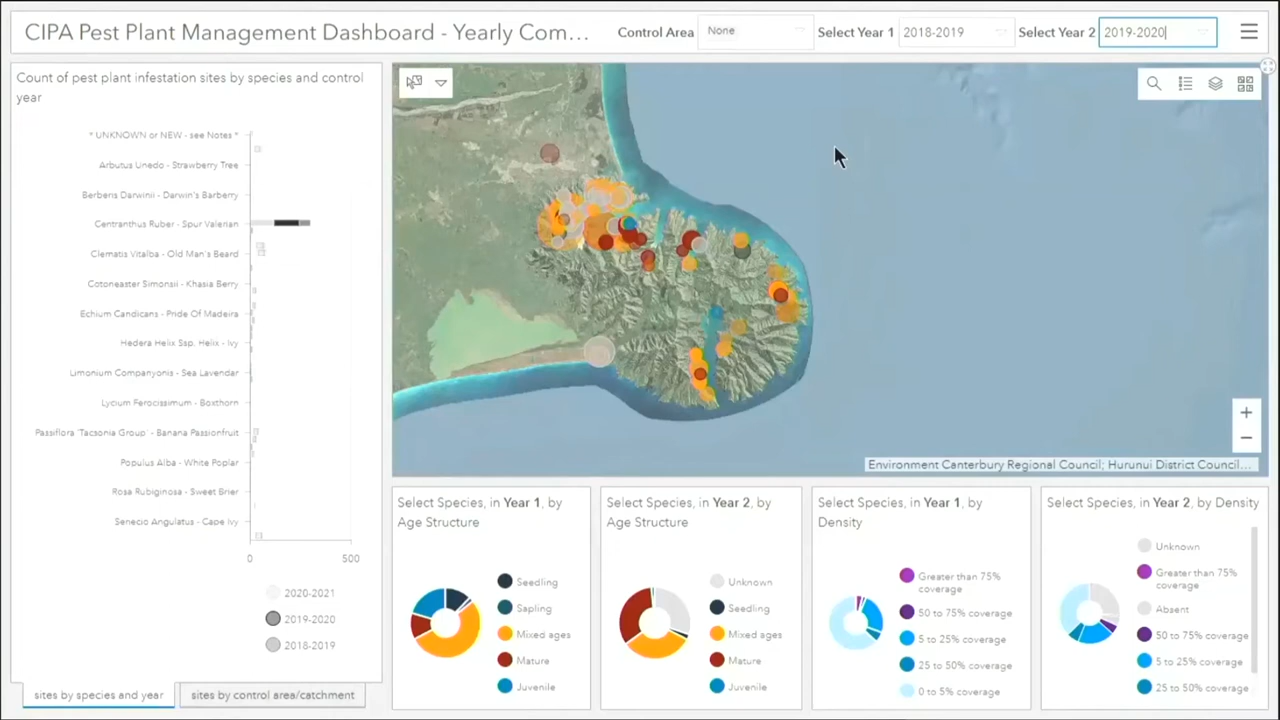 CIPA Pest Plant Management Dashboard - Yearly Com...
Control Area
None
Select Year 1
2018-2019
Select Year 2
2019-2020
Count of pest plant infestation sites by species and control
year
* UNKNOWN or NEW - see Notes *
Arbutus Unedo - Strawberry Tree
Berberis Darwinii - Darwin's Barberry
Centranthus Ruber - Spur Valerian
Clematis Vitalba - Old Man's Beard
Cotoneaster Simonsii - Khasia Berry
Echium Candicans - Pride Of Madeira
Hedera Helix Ssp. Helix - Ivy
Limonium Companyonis - Sea Lavendar
Lycium Ferocissimum - Boxthorn
Passiflora 'Tacsonia Group' - Banana Passionfruit
Populus Alba - White Poplar
Rosa Rubiginosa - Sweet Brier
Senecio Angulatus - Cape Ivy
0
500
2020-2021
2019-2020
2018-2019
sites by species and year
sites by control area/catchment
+
−
Environment Canterbury Regional Council; Hurunui District Council...
Select Species, in Year 1, by
Age Structure
Seedling
Sapling
Mixed ages
Mature
Juvenile
Select Species, in Year 2, by
Age Structure
Unknown
Seedling
Mixed ages
Mature
Juvenile
Select Species, in Year 1, by
Density
Greater than 75%
coverage
50 to 75% coverage
5 to 25% coverage
25 to 50% coverage
0 to 5% coverage
Select Species, in Year 2, by Density
Unknown
Greater than 75%
coverage
Absent
50 to 75% coverage
5 to 25% coverage
25 to 50% coverage